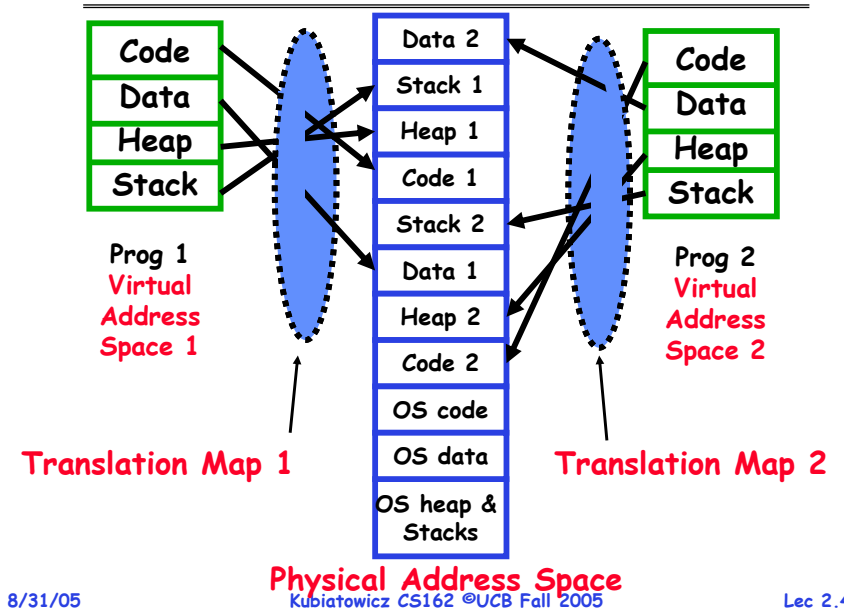 Code
Data
Heap
Stack
Prog 1
Virtual
Address
Space 1
Translation Map 1
Data 2
Stack 1
Heap 1
Code 1
Stack 2
Data 1
Heap 2
Code 2
OS code
OS data
OS heap &
Stacks
Physical Address Space
Code
Data
Heap
Stack
Prog 2
Virtual
Address
Space 2
Translation Map 2
8/31/05
Kubiatowicz CS162 ©UCB Fall 2005
Lec 2.4